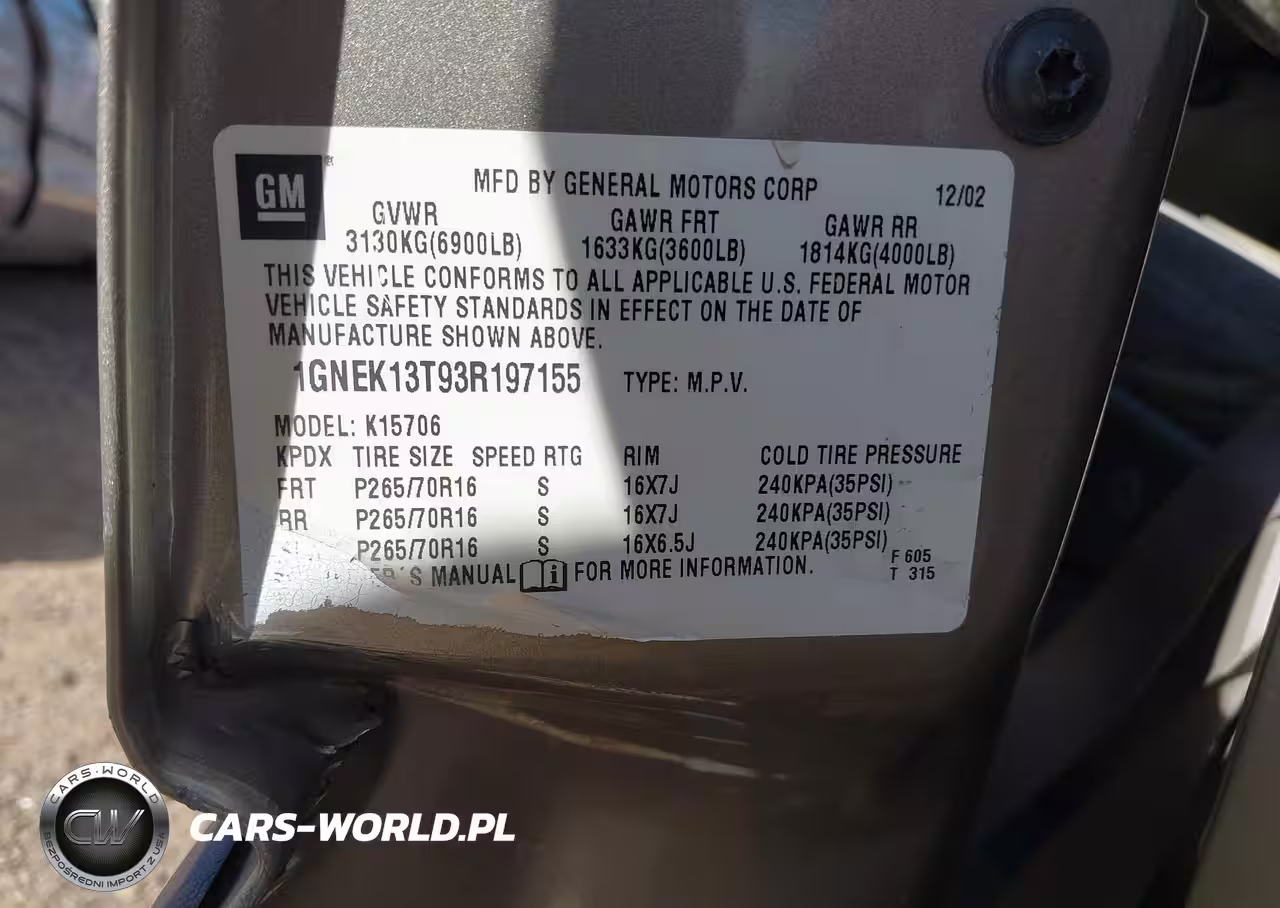 GM
MFD BY GENERAL MOTORS CORP 12/02
GVWR GAWR FRT GAWR RR
3130KG(6900LB) 1633KG(3600LB) 1814KG(4000LB)
THIS VEHICLE CONFORMS TO ALL APPLICABLE U.S. FEDERAL MOTOR
VEHICLE SAFETY STANDARDS IN EFFECT ON THE DATE OF
MANUFACTURE SHOWN ABOVE.
1GNEK13T93R197155 TYPE: M.P.V.
MODEL: K15706
KPDX TIRE SIZE SPEED RTG RIM COLD TIRE PRESSURE
FRT P265/70R16 S 16X7J 240KPA(35PSI)
RR P265/70R16 S 16X7J 240KPA(35PSI)
P265/70R16 S 16X6.5J 240KPA(35PSI)
ER'S MANUAL FOR MORE INFORMATION.
F 605
T 315
CARS-WORLD
CW
BEZPOŚREDNI IMPORT Z USA
CARS-WORLD.PL